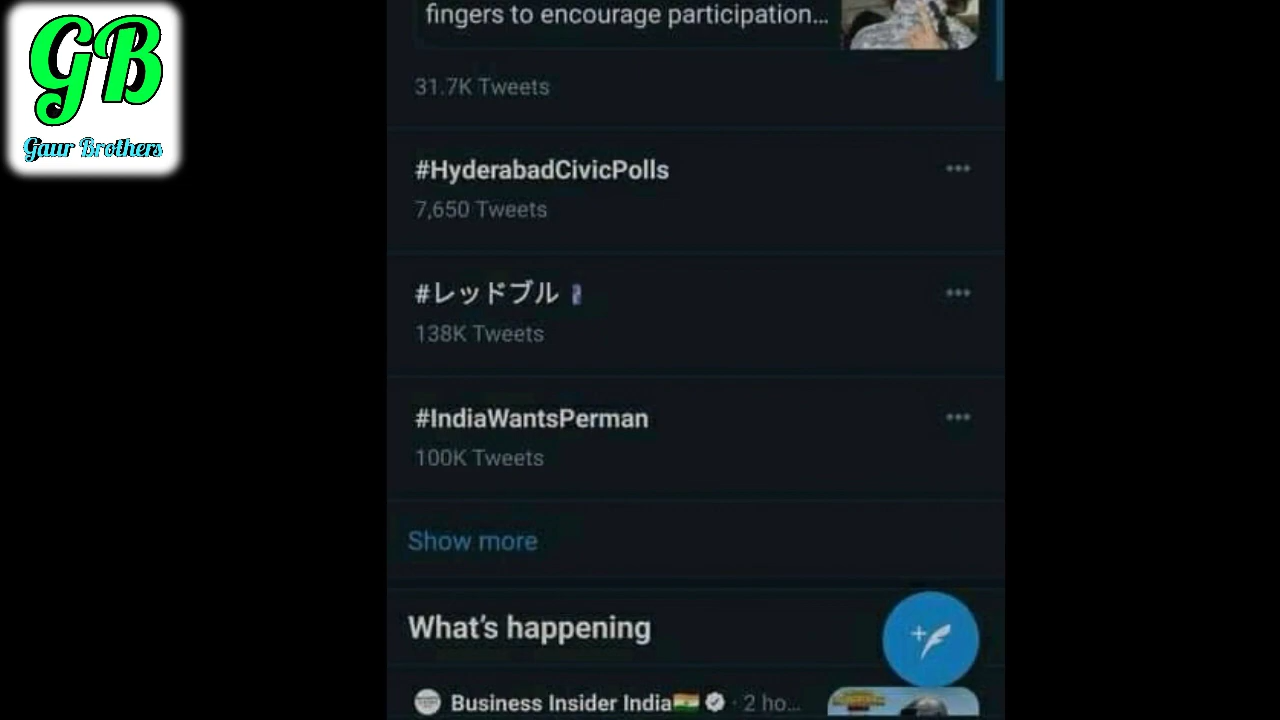 GB
Gaur Brothers
fingers to encourage participation...
31.7K Tweets
#HyderabadCivicPolls
7,650 Tweets
#レッドブル
138K Tweets
#IndiaWantsPerman
100K Tweets
Show more
What's happening
Business Insider India🇮🇳 · 2 ho...